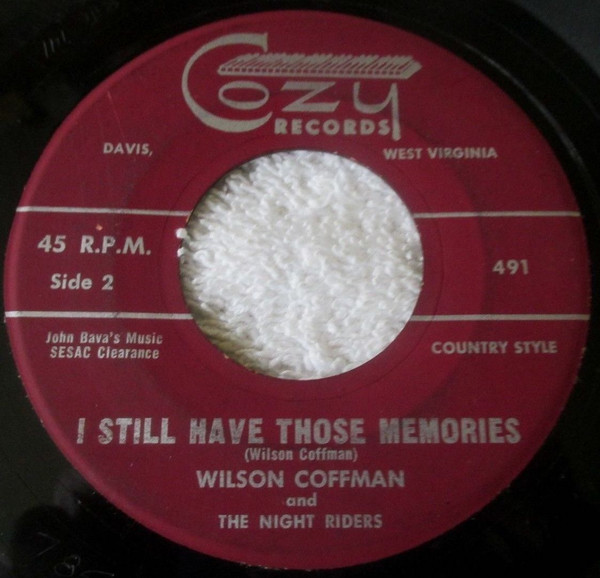 Cozy
RECORDS
DAVIS, WEST VIRGINIA
45 R.P.M.
Side 2
491
John Bava's Music
SESAC Clearance
COUNTRY STYLE
I STILL HAVE THOSE MEMORIES
(Wilson Coffman)
WILSON COFFMAN
and
THE NIGHT RIDERS